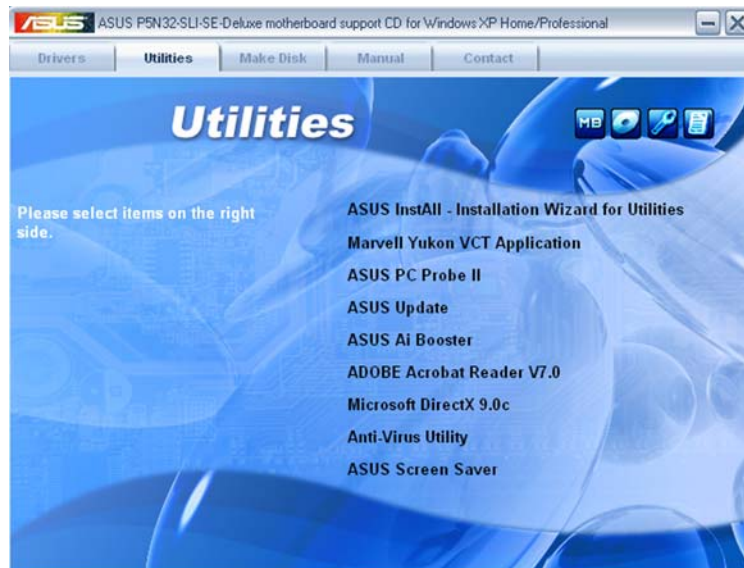 ASUS ASUS P5N32-SLI-SE-Deluxe motherboard support CD for Windows XP Home/Professional
Drivers Utilities Make Disk Manual Contact
Utilities
MB
Please select items on the right
side.
ASUS InstAll - Installation Wizard for Utilities
Marvell Yukon VCT Application
ASUS PC Probe II
ASUS Update
ASUS Ai Booster
ADOBE Acrobat Reader V7.0
Microsoft DirectX 9.0c
Anti-Virus Utility
ASUS Screen Saver